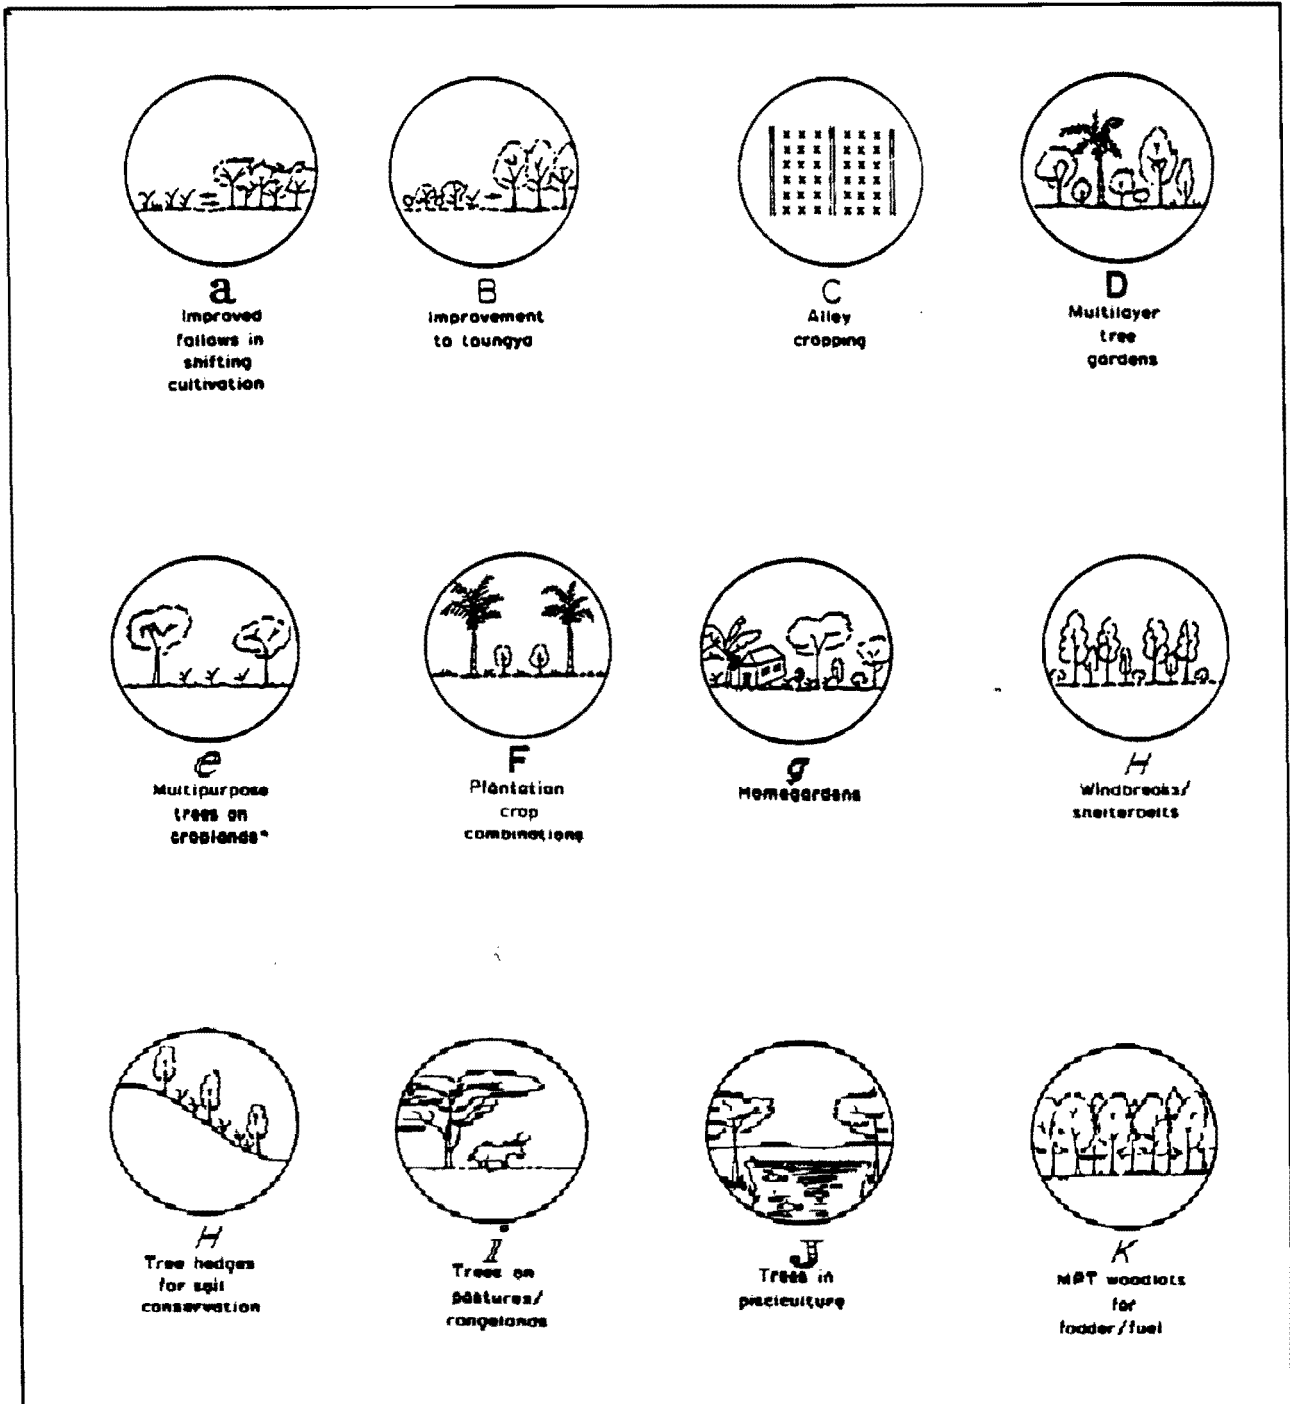 a
Improved
fallows in
shifting
cultivation
B
Improvement
to taungya
C
Alley
cropping
D
Multilayer
tree
gardens
e
Multipurpose
trees on
croplands*
F
Plantation
crop
combinations
g
Homegardens
H
Windbreaks/
shelterbelts
H
Tree hedges
for soil
conservation
i
Trees on
pastures/
rangelands
J
Trees in
pisciculture
K
MPT woodlots
for
fodder/fuel